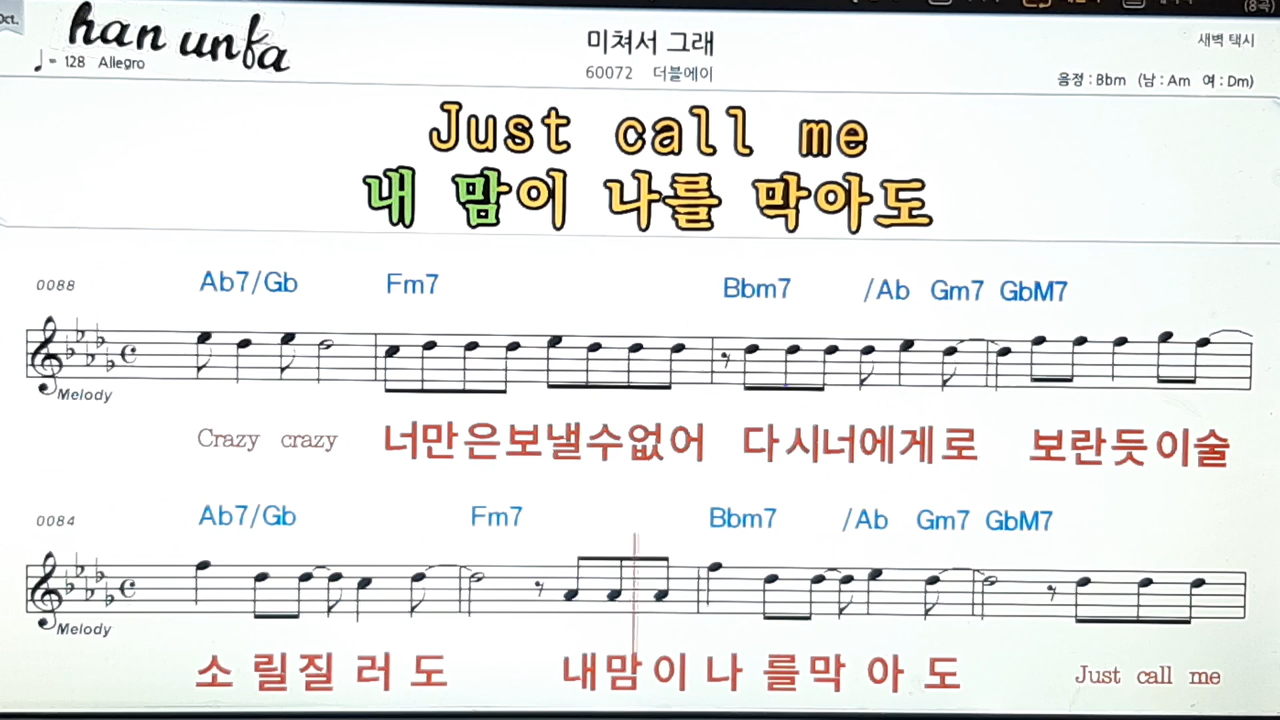 Oct.
han unfa
(8곡)
♩= 128 Allegro
미쳐서 그래
60072 더블에이
새벽 택시
음정 : Bbm (남 : Am 여 : Dm)
Just call me
내 맘이 나를 막아도
0088
Ab7/Gb Fm7 Bbm7 /Ab Gm7 GbM7
Melody
Crazy crazy 너만은보낼수없어 다시너에게로 보란듯이술
0084
Ab7/Gb Fm7 Bbm7 /Ab Gm7 GbM7
Melody
소 릴질 러 도 내맘이나 를막 아 도 Just call me